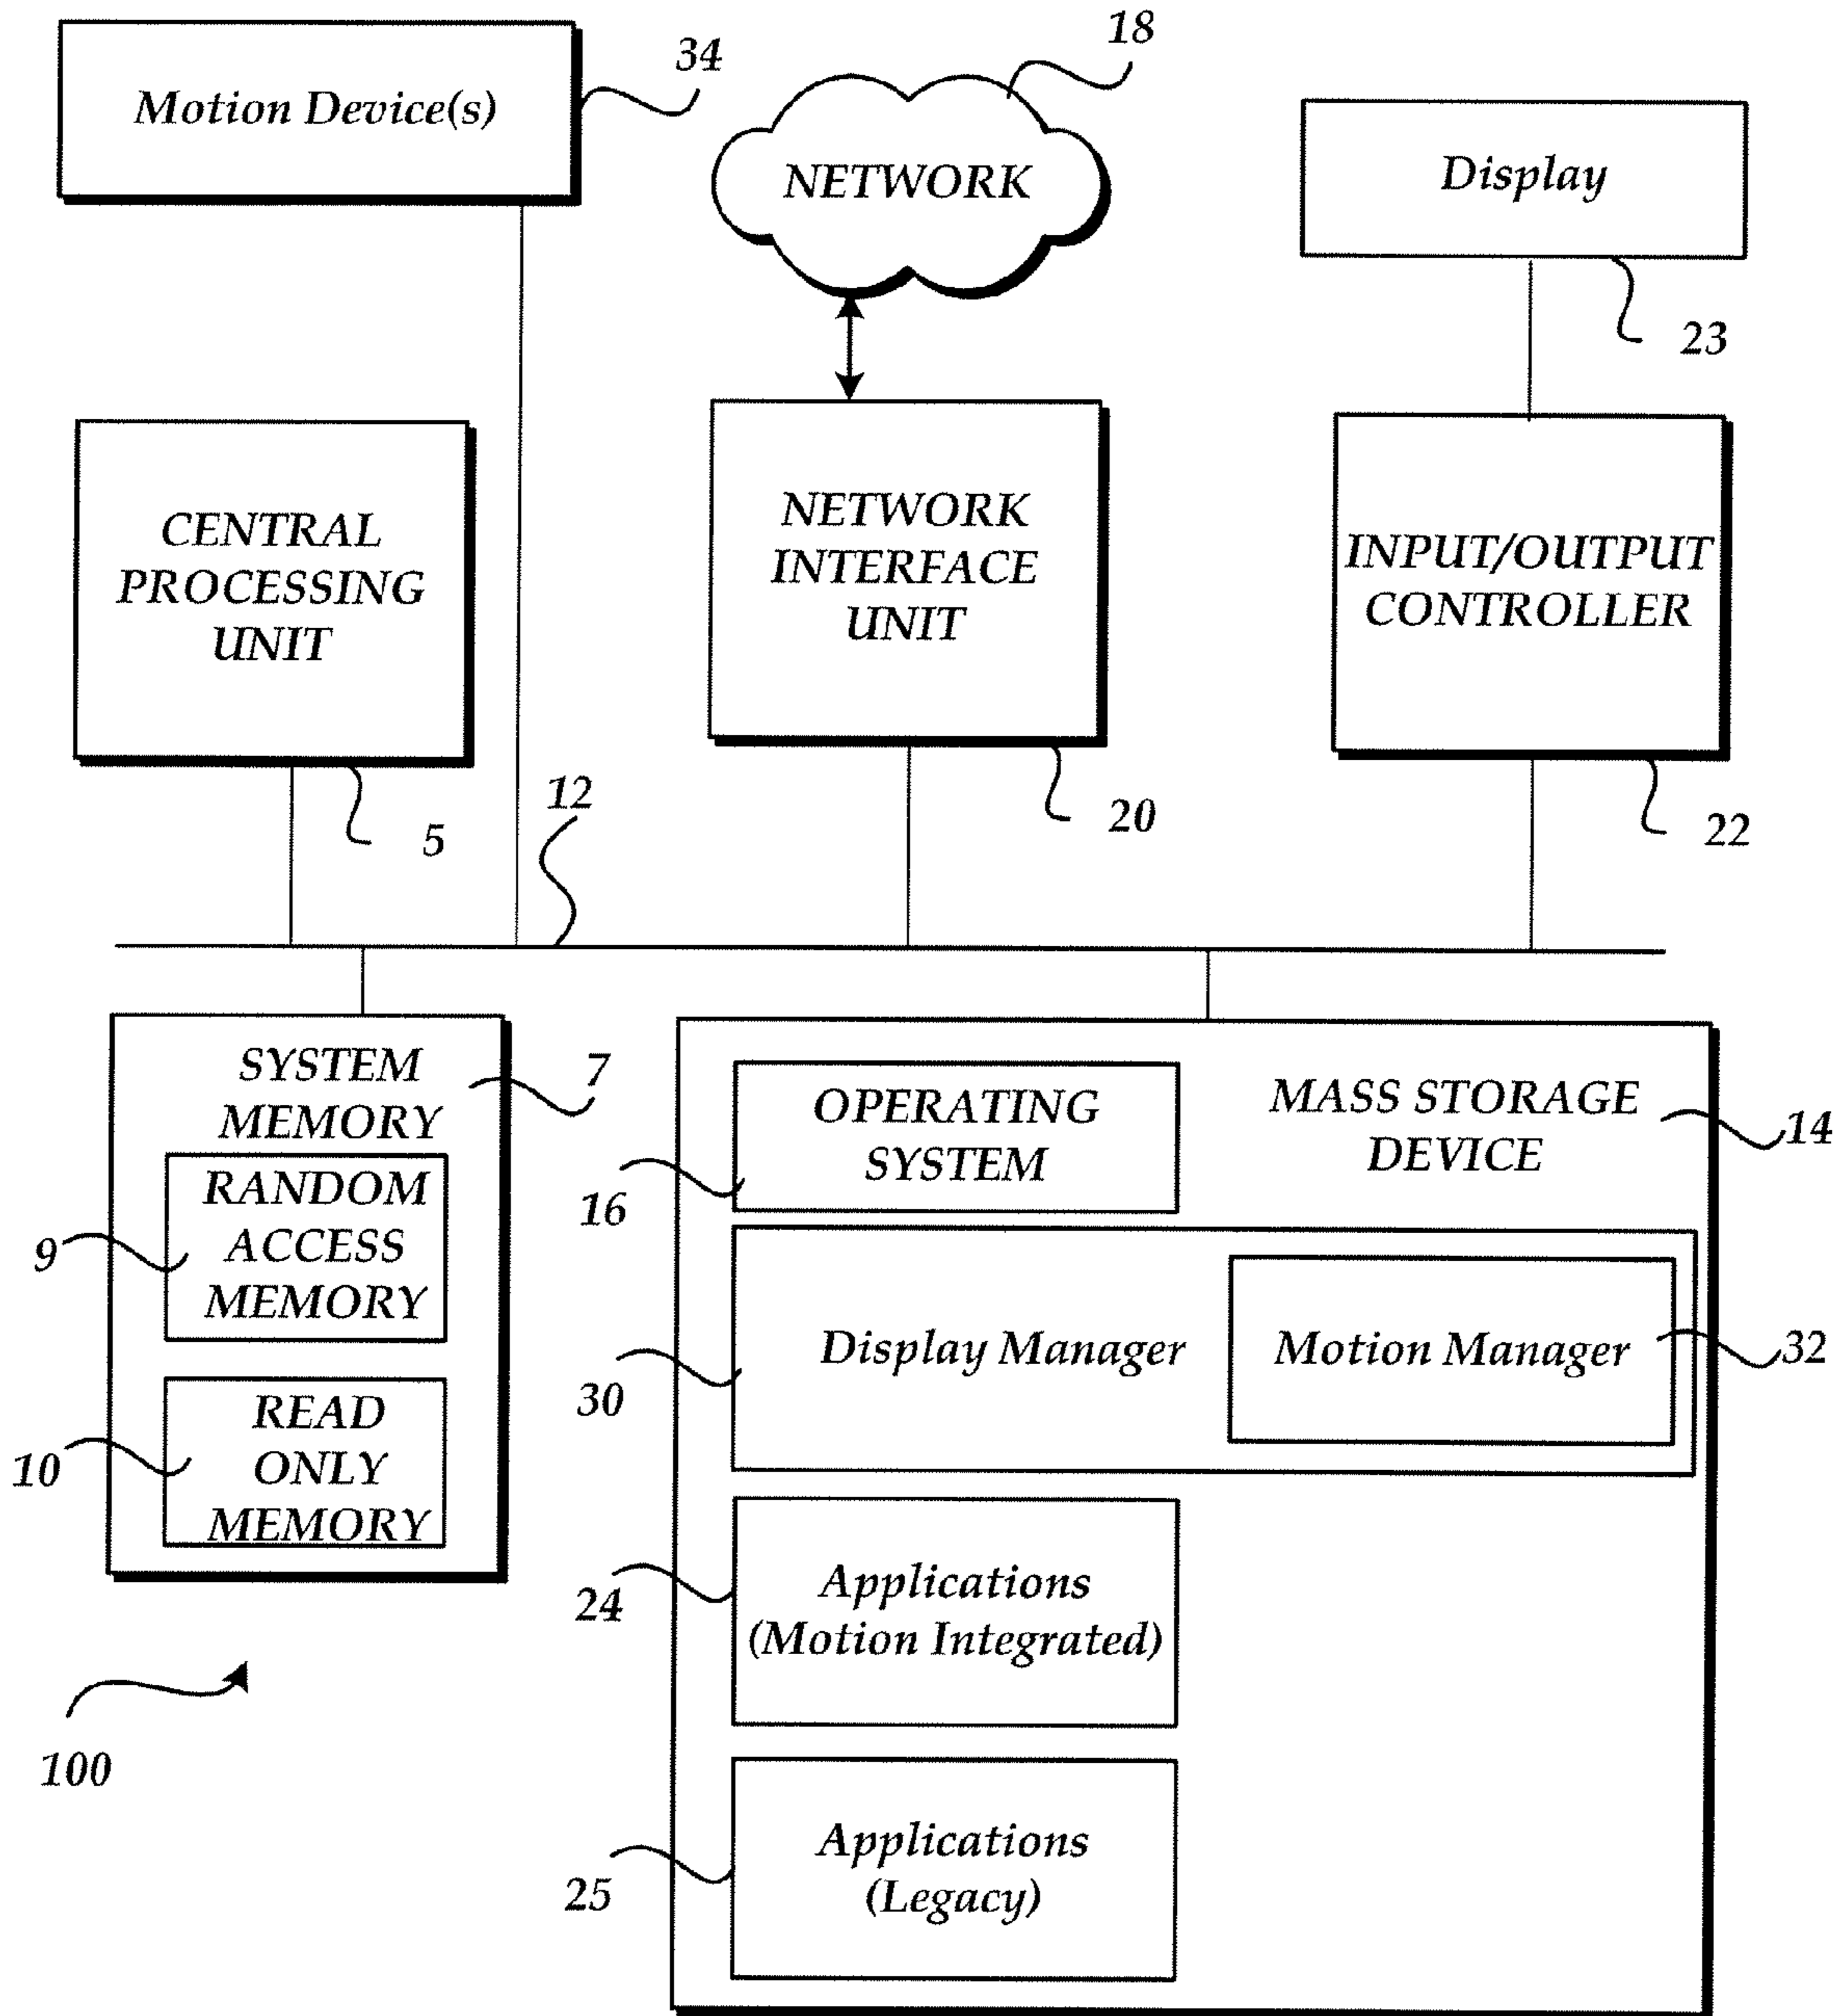 18
34
Motion Device(s)
NETWORK
Display
23
CENTRAL
PROCESSING
UNIT
NETWORK
INTERFACE
UNIT
INPUT/OUTPUT
CONTROLLER
12
5
20
22
SYSTEM
MEMORY
7
RANDOM
ACCESS
MEMORY
9
READ
ONLY
MEMORY
10
OPERATING
SYSTEM
16
MASS STORAGE
DEVICE
14
Display Manager
30
Motion Manager
32
Applications
(Motion Integrated)
24
100
Applications
(Legacy)
25